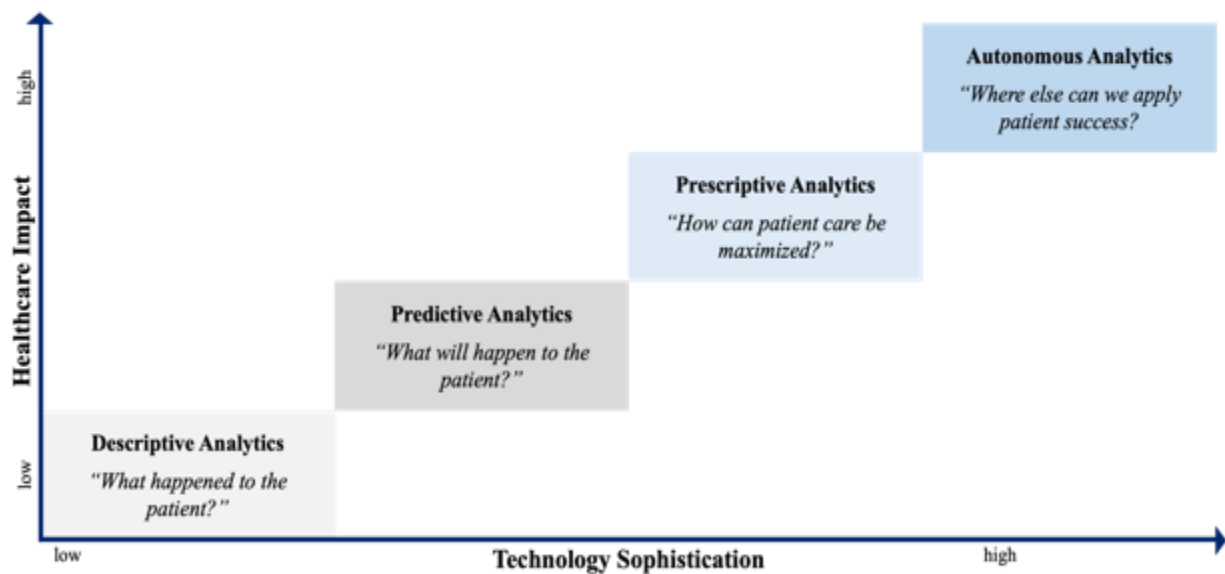 high
Autonomous Analytics
“Where else can we apply
patient success?
Prescriptive Analytics
“How can patient care be
maximized?”
Healthcare Impact
Predictive Analytics
“What will happen to the
patient?”
Descriptive Analytics
“What happened to the
patient?”
low
low
Technology Sophistication
high